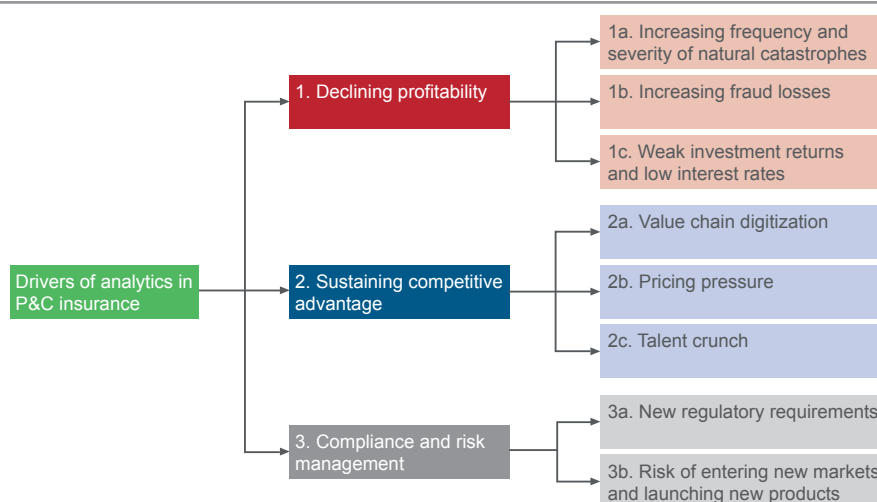 1a. Increasing frequency and
severity of natural catastrophes
1. Declining profitability
1b. Increasing fraud losses
1c. Weak investment returns
and low interest rates
2a. Value chain digitization
Drivers of analytics in
P&C insurance
2. Sustaining competitive
advantage
2b. Pricing pressure
2c. Talent crunch
3a. New regulatory requirements
3. Compliance and risk
management
3b. Risk of entering new markets
and launching new products